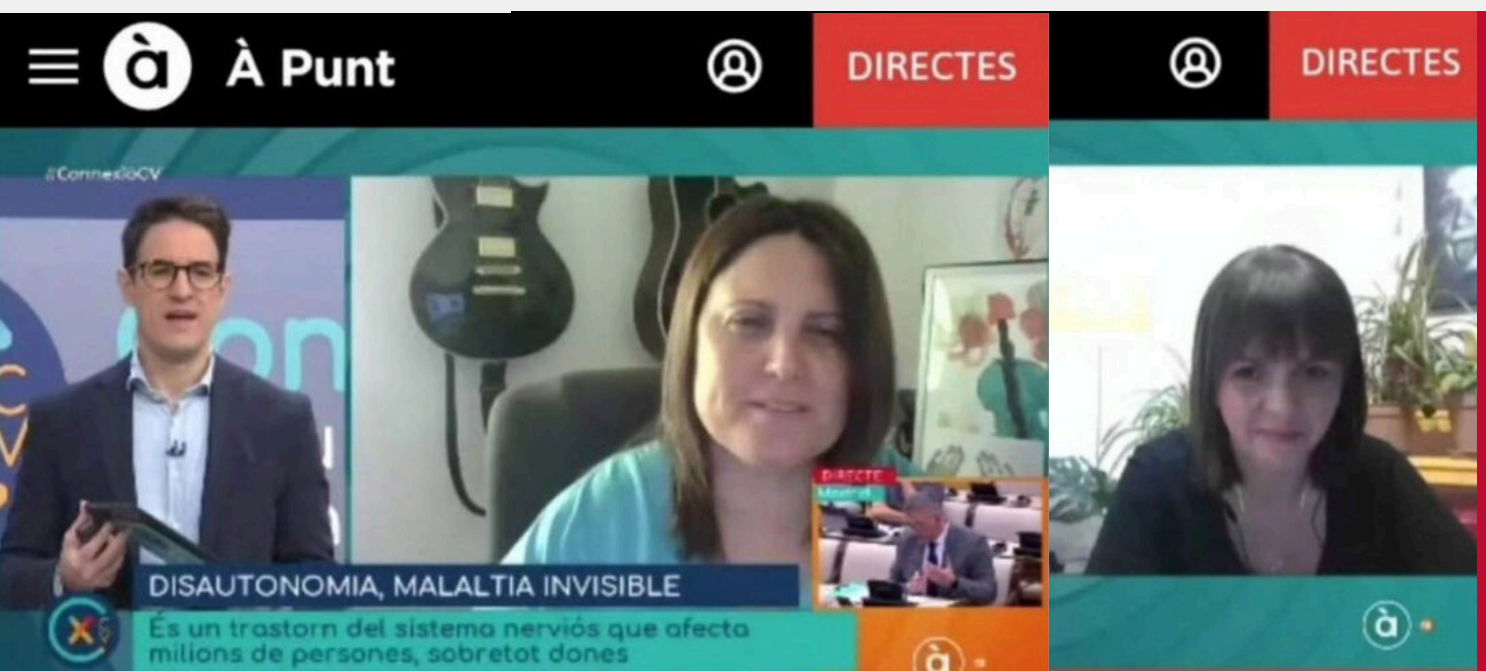 à À Punt
DIRECTES
DIRECTES
#ConnexióCV
DIRECTE
Madrid
DISAUTONOMIA, MALALTIA INVISIBLE
És un trastorn del sistema nerviós que afecta
milions de persones, sobretot dones
à
à